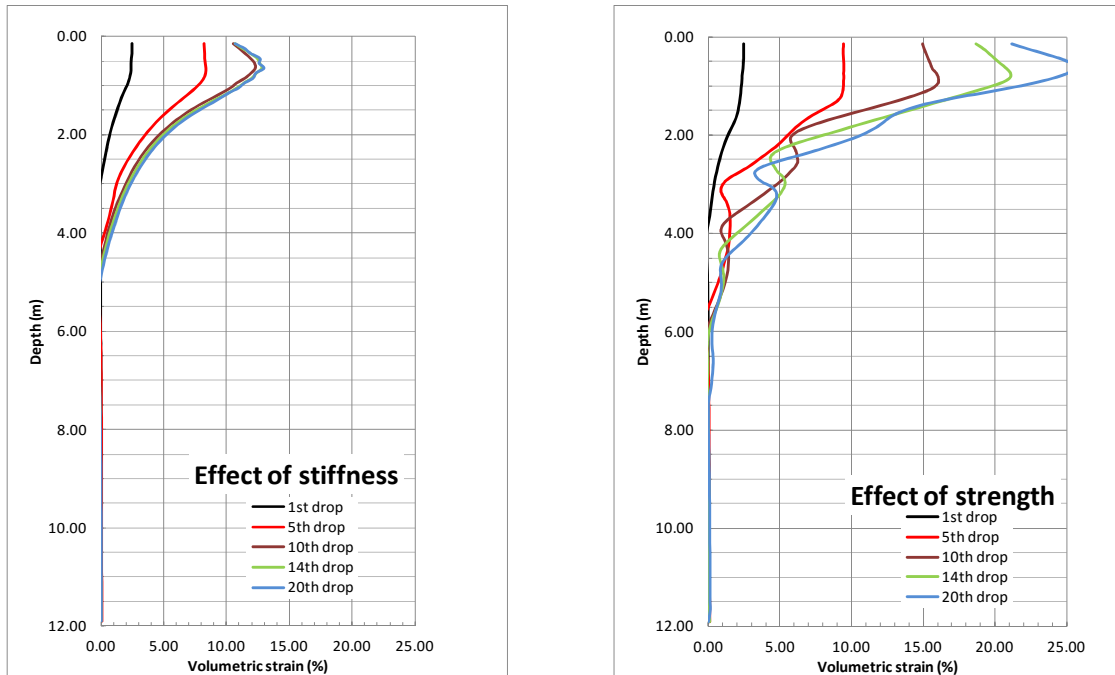 0.00
2.00
4.00
6.00
8.00
10.00
12.00
Depth (m)
0.00 5.00 10.00 15.00 20.00 25.00
Volumetric strain (%)
Effect of stiffness
1st drop
5th drop
10th drop
14th drop
20th drop
0.00
2.00
4.00
6.00
8.00
10.00
12.00
Depth (m)
0.00 5.00 10.00 15.00 20.00 25.00
Volumetric strain (%)
Effect of strength
1st drop
5th drop
10th drop
14th drop
20th drop